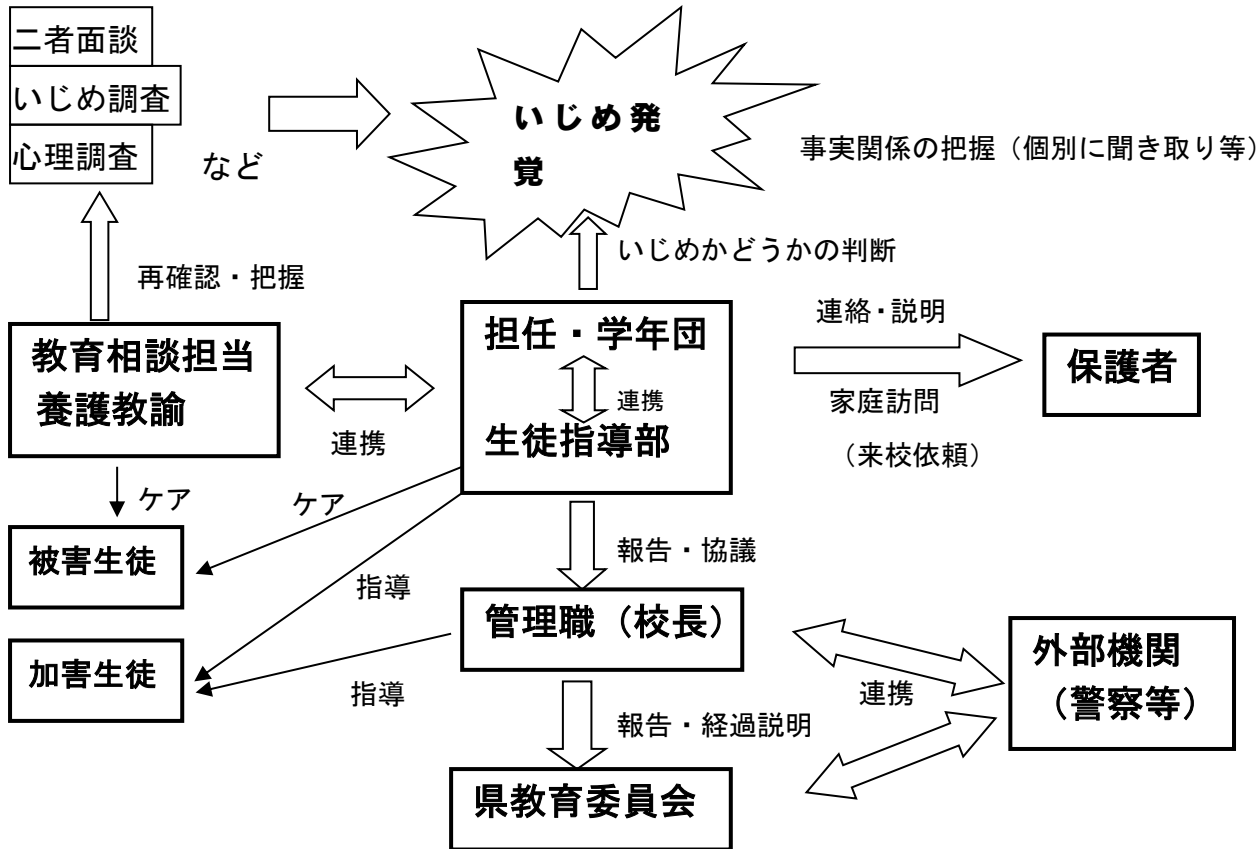 二者面談
いじめ調査
心理調査
など
いじめ発
覚
事実関係の把握（個別に聞き取り等）
いじめかどうかの判断
再確認・把握
教育相談担当
養護教諭
連携
担任・学年団
連携
生徒指導部
連絡・説明
家庭訪問
（来校依頼）
保護者
ケア
ケア
被害生徒
指導
報告・協議
加害生徒
指導
管理職（校長）
連携
外部機関
（警察等）
報告・経過説明
県教育委員会